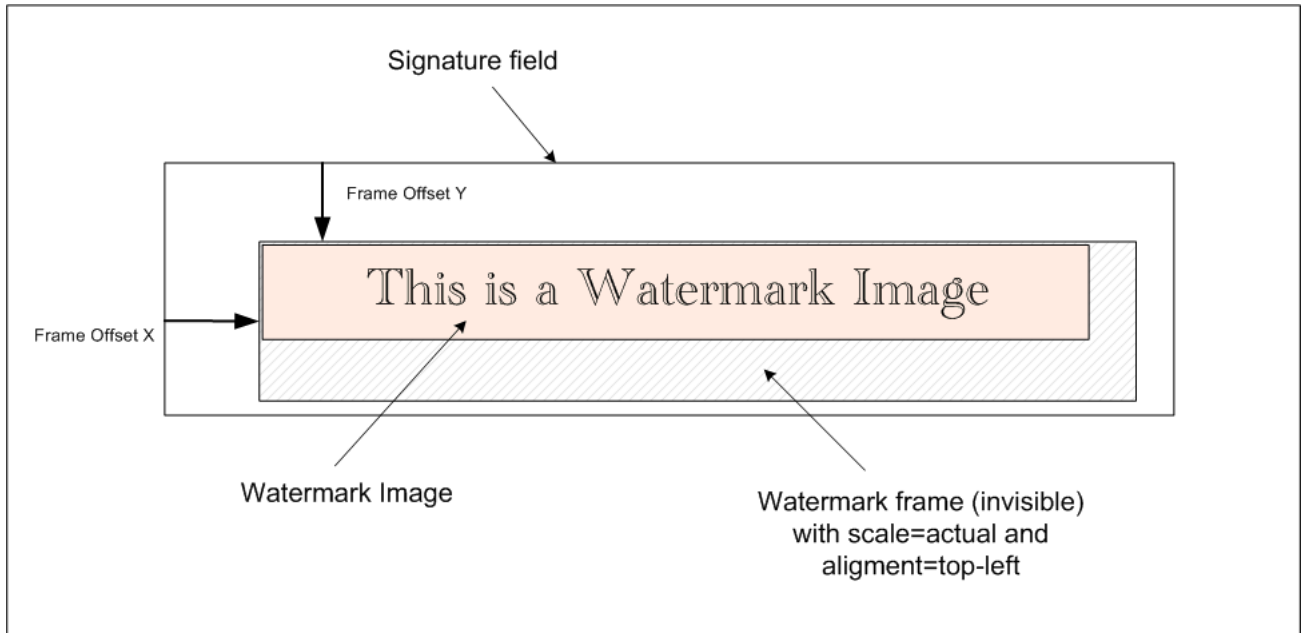 Signature field
Frame Offset Y
This is a Watermark Image
Frame Offset X
Watermark Image
Watermark frame (invisible)
with scale=actual and
aligment=top-left